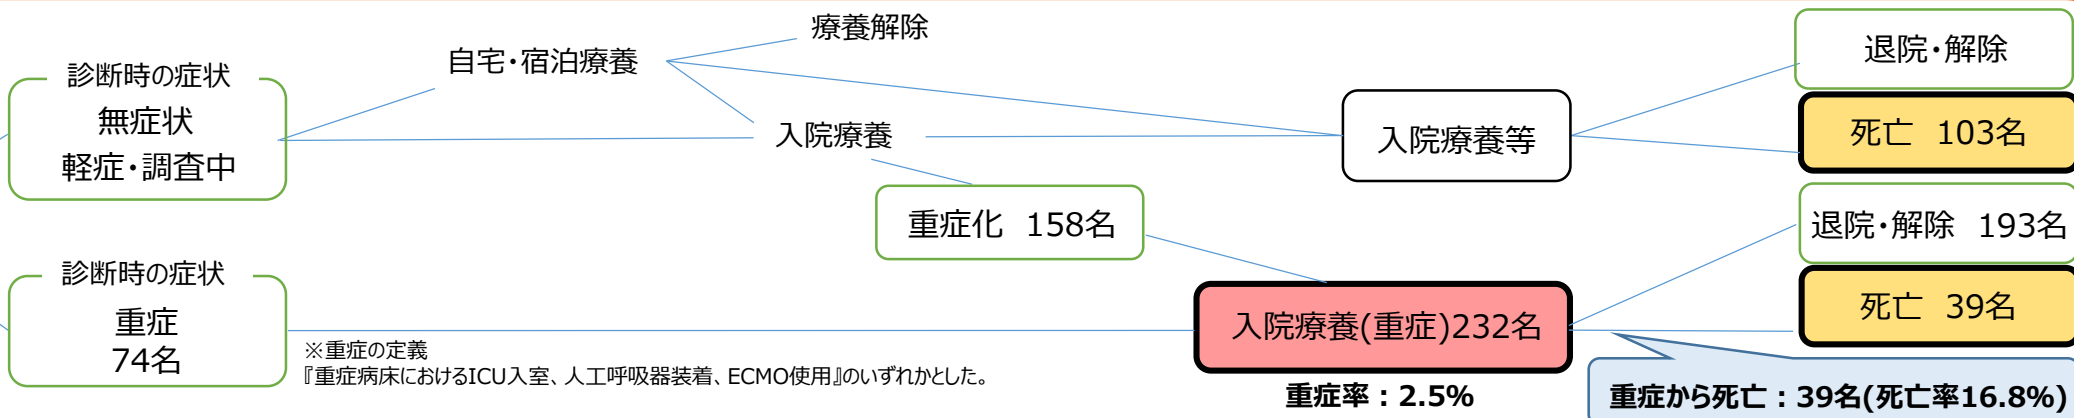 療養解除
自宅・宿泊療養
診断時の症状
無症状
軽症・調査中
入院療養
入院療養等
退院・解除
死亡 103名
重症化 158名
退院・解除 193名
診断時の症状
重症
74名
※重症の定義
『重症病床におけるICU入室、人工呼吸器装着、ECMO使用』のいずれかとした。
入院療養(重症)232名
死亡 39名
重症率：2.5%
重症から死亡：39名(死亡率16.8%)